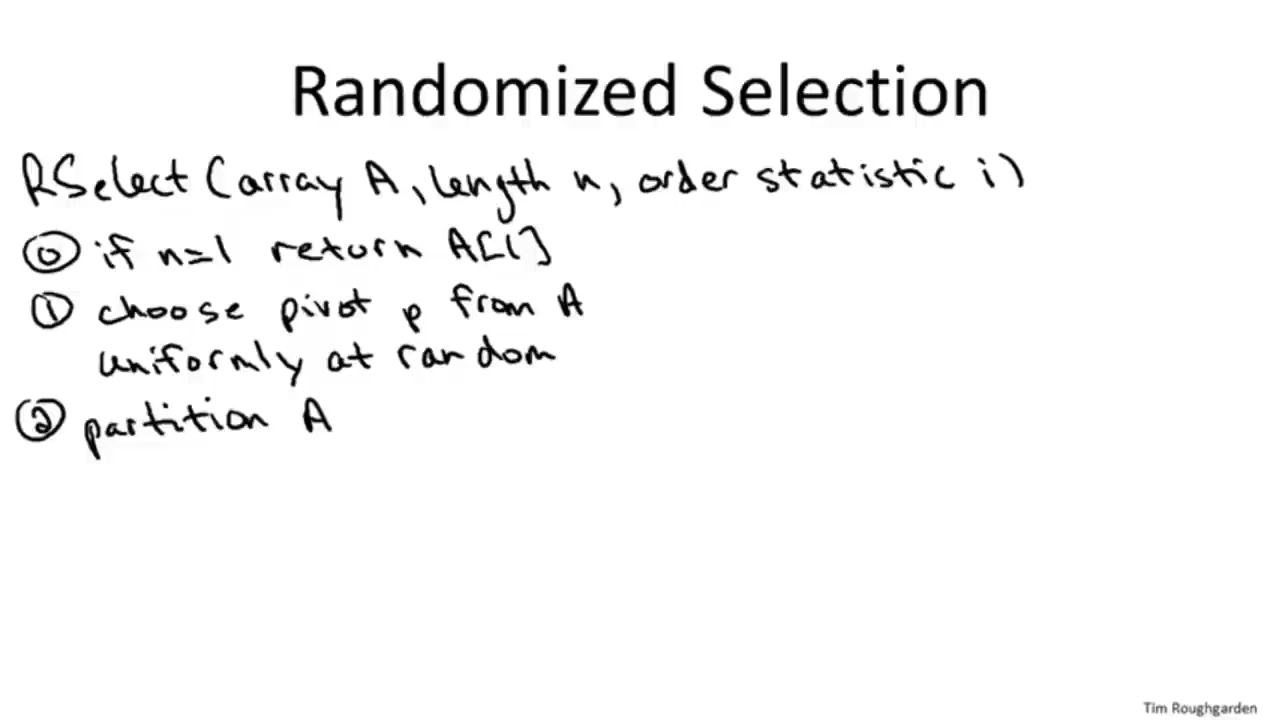 Randomized Selection
RSelect (array A, length n, order statistic i)
⓪ if n=1 return A[1]
① choose pivot p from A
uniformly at random
② partition A
Tim Roughgarden